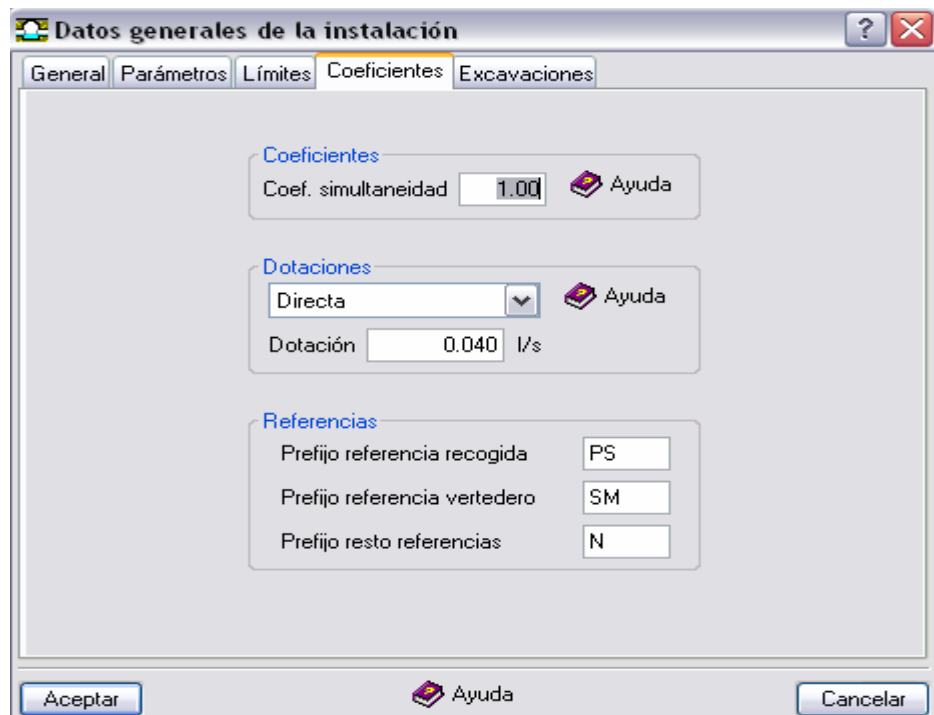 Datos generales de la instalación
General Parámetros Límites Coeficientes Excavaciones
Coeficientes
Coef. simultaneidad 1.00 Ayuda
Dotaciones
Directa Ayuda
Dotación 0.040 l/s
Referencias
Prefijo referencia recogida PS
Prefijo referencia vertedero SM
Prefijo resto referencias N
Aceptar Ayuda Cancelar